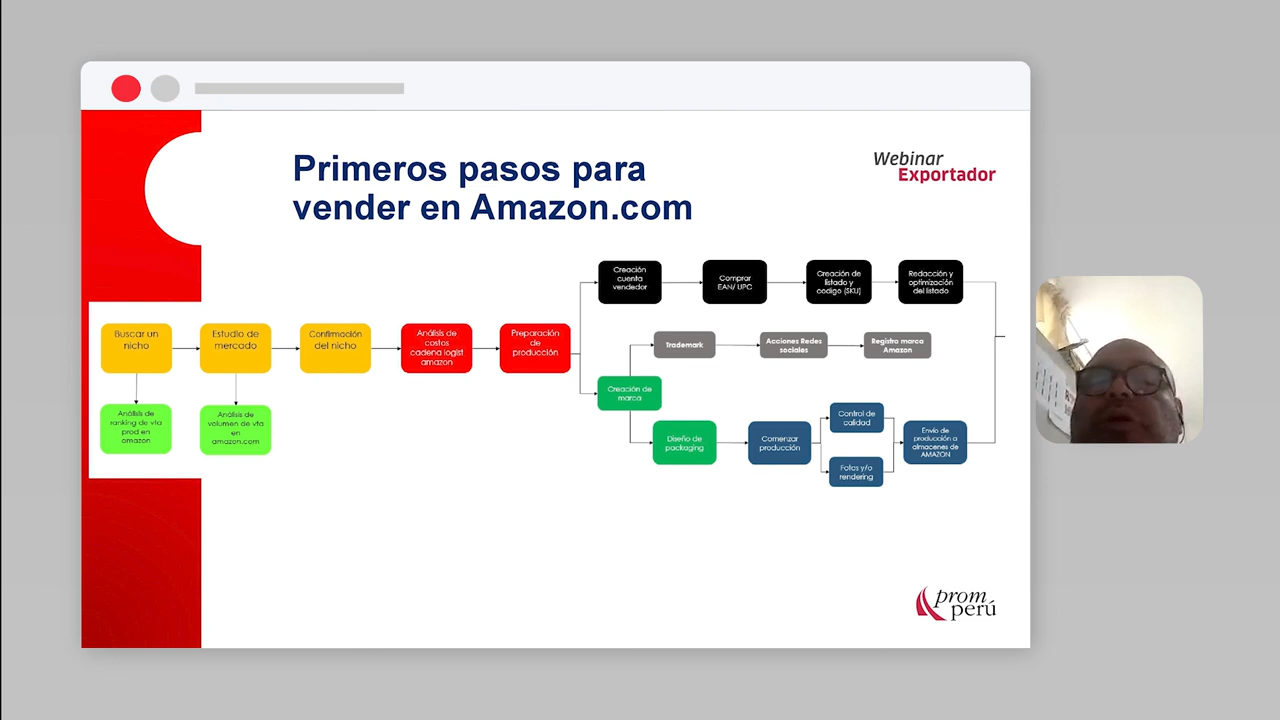 Primeros pasos para
vender en Amazon.com
Webinar
Exportador
Buscar un
nicho
Estudio de
mercado
Confirmación
del nicho
Análisis de
costos
cadena logist
amazon
Preparación
de
producción
Análisis de
ranking de vta
prod en
amazon
Análisis de
volumen de vta
en
amazon.com
Creación
cuenta
vendedor
Comprar
EAN/ UPC
Creación de
listado y
codigo (SKU)
Redacción y
optimización
del listado
Trademark
Acciones Redes
sociales
Registro marca
Amazon
Creación de
marca
Diseño de
packaging
Comenzar
producción
Control de
calidad
Fotos y/o
rendering
Envio de
producción a
almacenes de
AMAZON
prom
perú